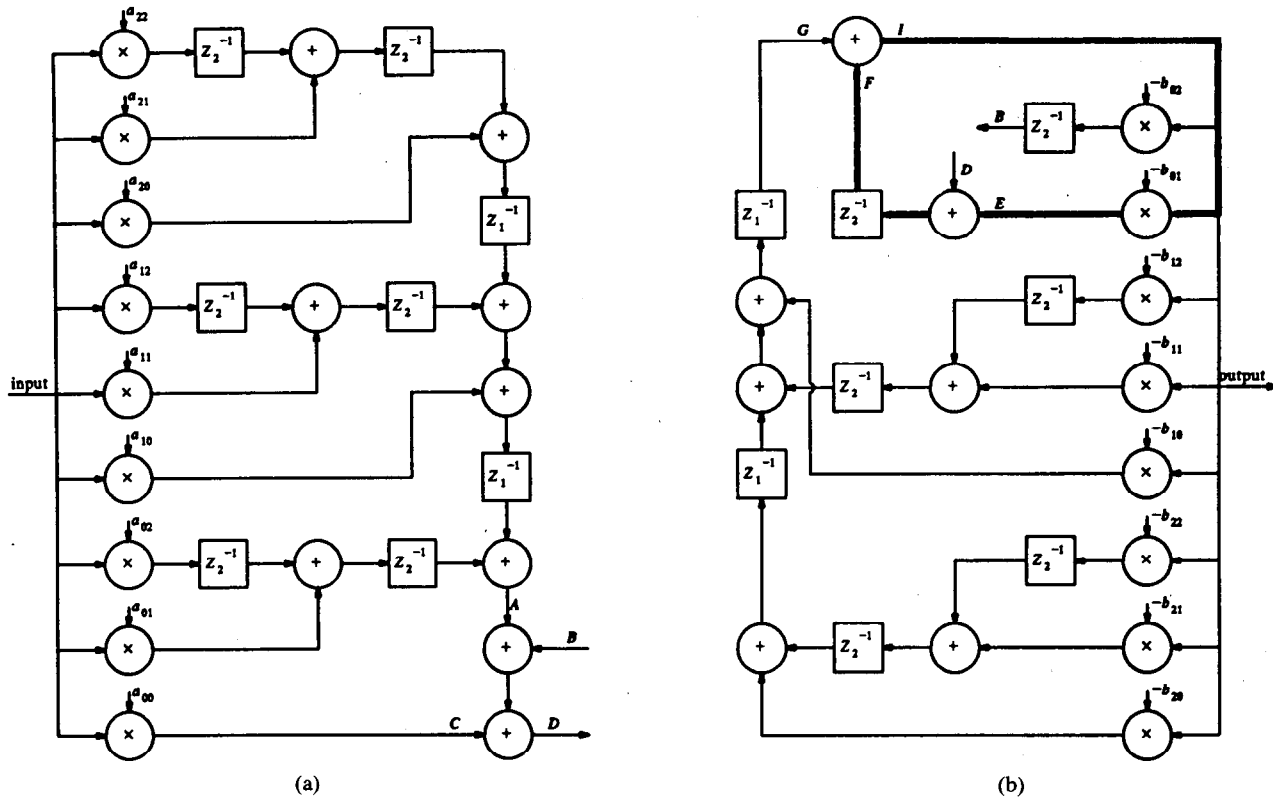 a₂₂
×
Z₂⁻¹
+
Z₂⁻¹
a₂₁
×
+
a₂₀
×
Z₁⁻¹
a₁₂
×
Z₂⁻¹
+
Z₂⁻¹
+
input
a₁₁
×
+
a₁₀
×
Z₁⁻¹
a₀₂
×
Z₂⁻¹
+
Z₂⁻¹
+
A
a₀₁
×
+
B
a₀₀
×
C
+
D
(a)
G
+
I
F
−b₀₂
B
Z₂⁻¹
×
D
−b₀₁
Z₁⁻¹
Z₂⁻¹
+
E
×
−b₁₂
+
Z₂⁻¹
×
−b₁₁
+
Z₂⁻¹
+
×
output
−b₁₀
Z₁⁻¹
×
−b₂₂
Z₂⁻¹
×
−b₂₁
+
Z₂⁻¹
+
×
−b₂₀
×
(b)